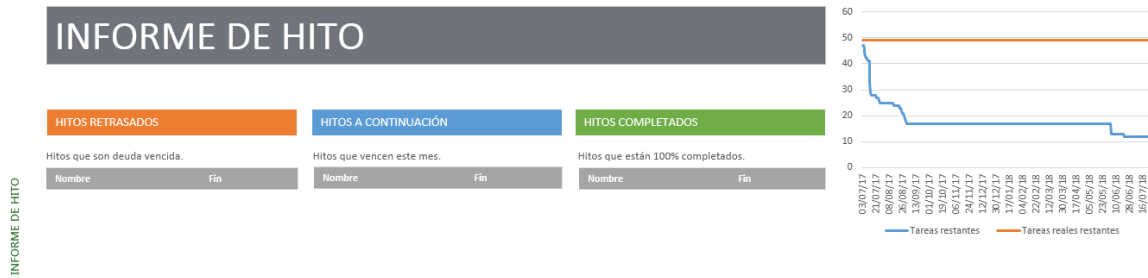 INFORME DE HITO
HITOS RETRASADOS
Hitos que son deuda vencida.
Nombre Fin
HITOS A CONTINUACIÓN
Hitos que vencen este mes.
Nombre Fin
HITOS COMPLETADOS
Hitos que están 100% completados.
Nombre Fin
60
50
40
30
20
10
0
03/07/17
21/07/17
08/08/17
26/08/17
13/09/17
01/10/17
19/10/17
06/11/17
24/11/17
12/12/17
30/12/17
17/01/18
04/02/18
22/02/18
12/03/18
30/03/18
17/04/18
05/05/18
23/05/18
10/06/18
28/06/18
16/07/18
Tareas restantes
Tareas reales restantes
INFORME DE HITO